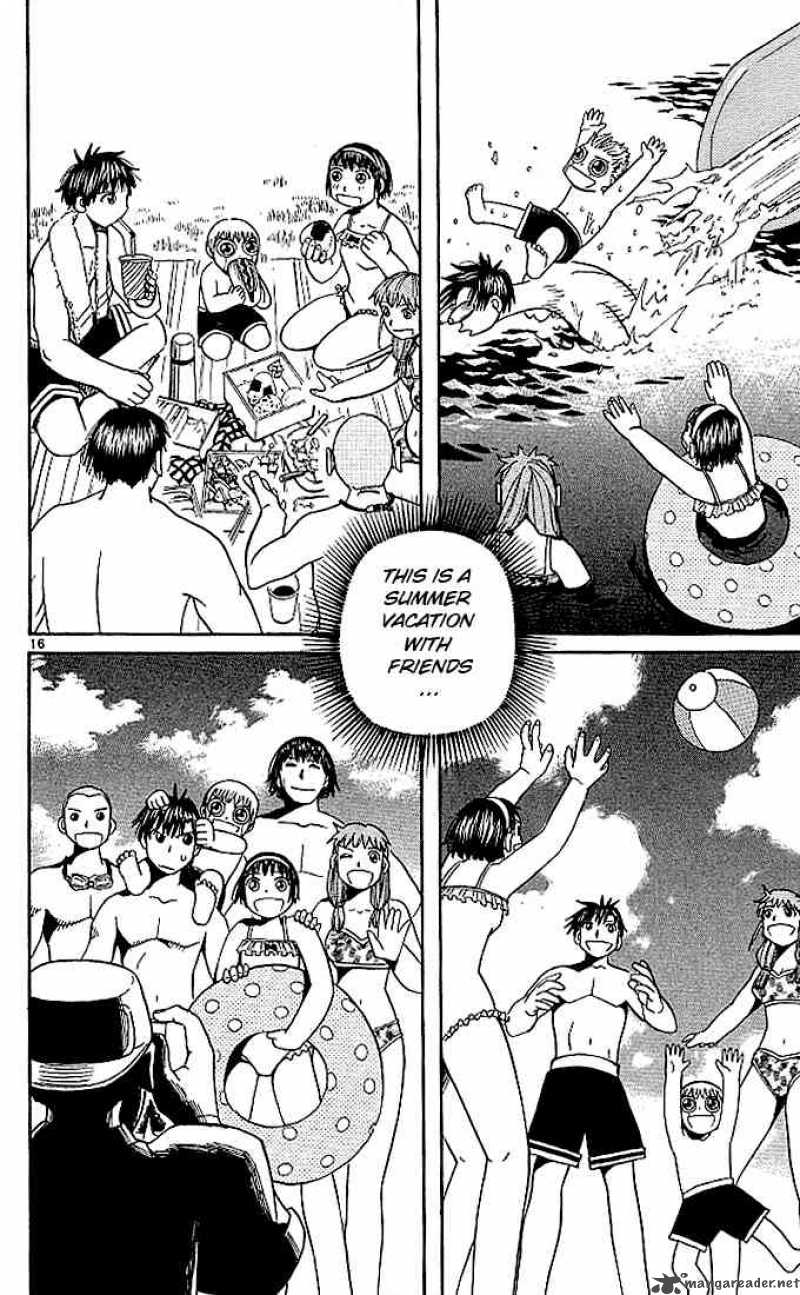 THIS IS A
SUMMER
VACATION
WITH
FRIENDS
...
16
mangareader.net